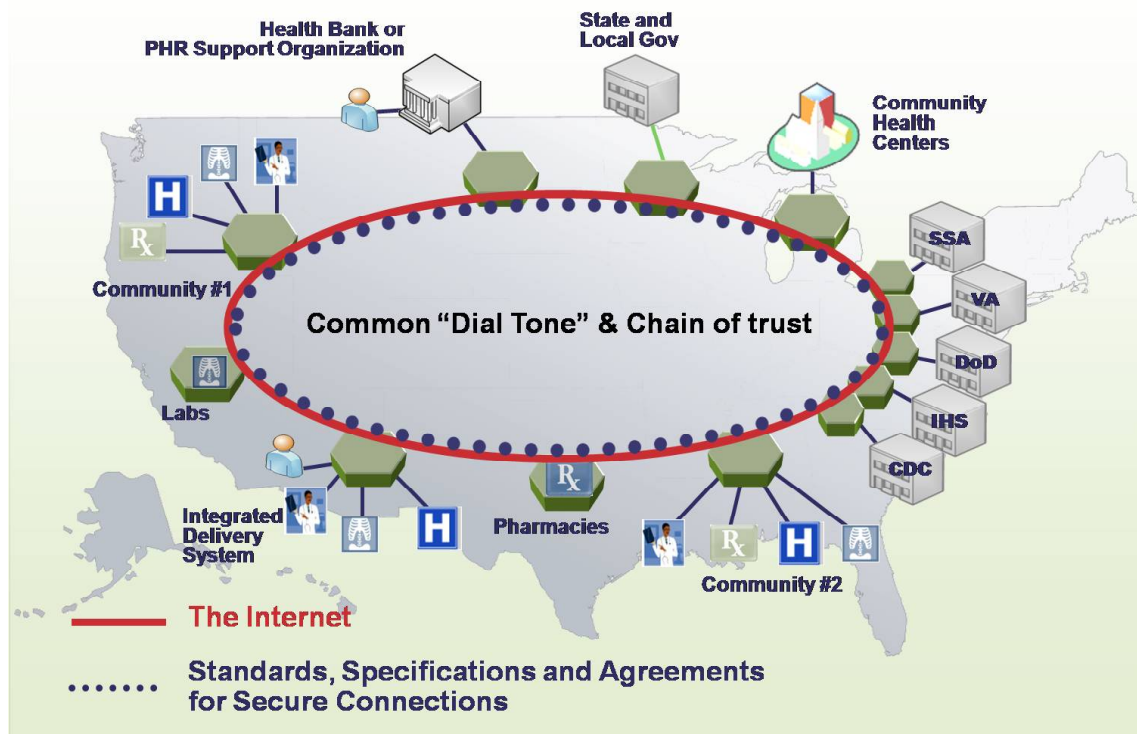 Health Bank or
PHR Support Organization
State and
Local Gov
Community
Health
Centers
H
Rx
Community #1
SSA
VA
DoD
IHS
CDC
Common “Dial Tone” & Chain of trust
Labs
Integrated
Delivery
System
H
Rx
Pharmacies
Rx
H
Community #2
The Internet
Standards, Specifications and Agreements
for Secure Connections